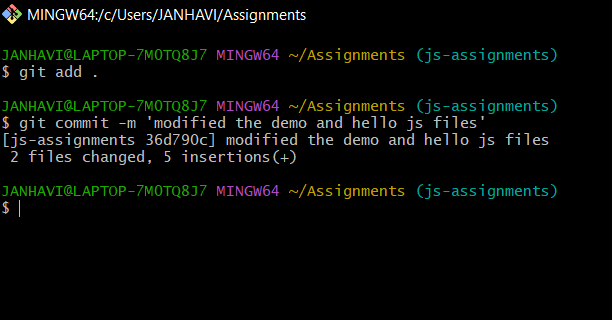 MINGW64:/c/Users/JANHAVI/Assignments
JANHAVI@LAPTOP-7M0TQ8J7 MINGW64 ~/Assignments (js-assignments)
$ git add .
JANHAVI@LAPTOP-7M0TQ8J7 MINGW64 ~/Assignments (js-assignments)
$ git commit -m 'modified the demo and hello js files'
[js-assignments 36d790c] modified the demo and hello js files
 2 files changed, 5 insertions(+)
JANHAVI@LAPTOP-7M0TQ8J7 MINGW64 ~/Assignments (js-assignments)
$